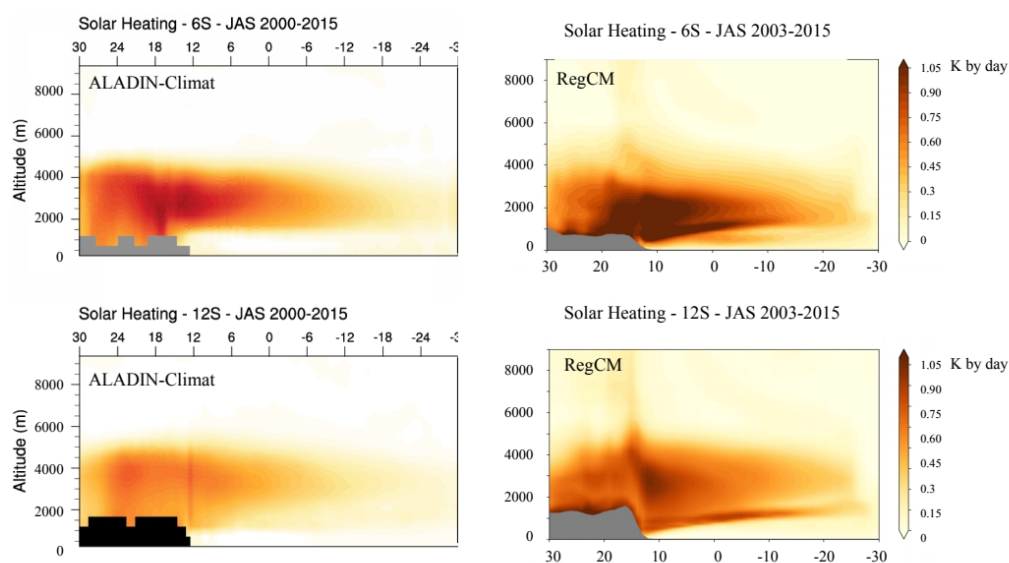 Solar Heating - 6S - JAS 2000-2015
30 24 18 12 6 0 -6 -12 -18 -24 -3
ALADIN-Climat
Altitude (m)
8000
6000
4000
2000
0
Solar Heating - 6S - JAS 2003-2015
RegCM
8000
6000
4000
2000
0
30 20 10 0 -10 -20 -30
1.05 K by day
0.90
0.75
0.60
0.45
0.3
0.15
0
Solar Heating - 12S - JAS 2000-2015
30 24 18 12 6 0 -6 -12 -18 -24 -3
ALADIN-Climat
Altitude (m)
8000
6000
4000
2000
0
Solar Heating - 12S - JAS 2003-2015
RegCM
8000
6000
4000
2000
0
30 20 10 0 -10 -20 -30
1.05 K by day
0.90
0.75
0.60
0.45
0.3
0.15
0